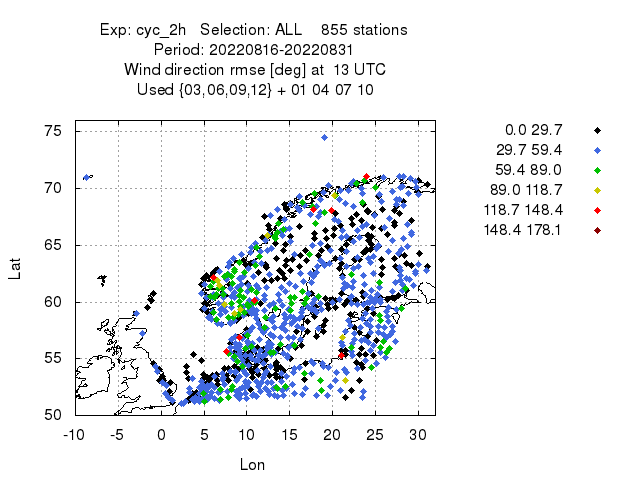 Exp: cyc_2h   Selection: ALL    855 stations
Period: 20220816-20220831
Wind direction rmse [deg] at  13 UTC
Used {03,06,09,12} + 01 04 07 10
0.0 29.7
29.7 59.4
59.4 89.0
89.0 118.7
118.7 148.4
148.4 178.1
75
70
65
60
55
50
Lat
-10 -5 0 5 10 15 20 25 30
Lon